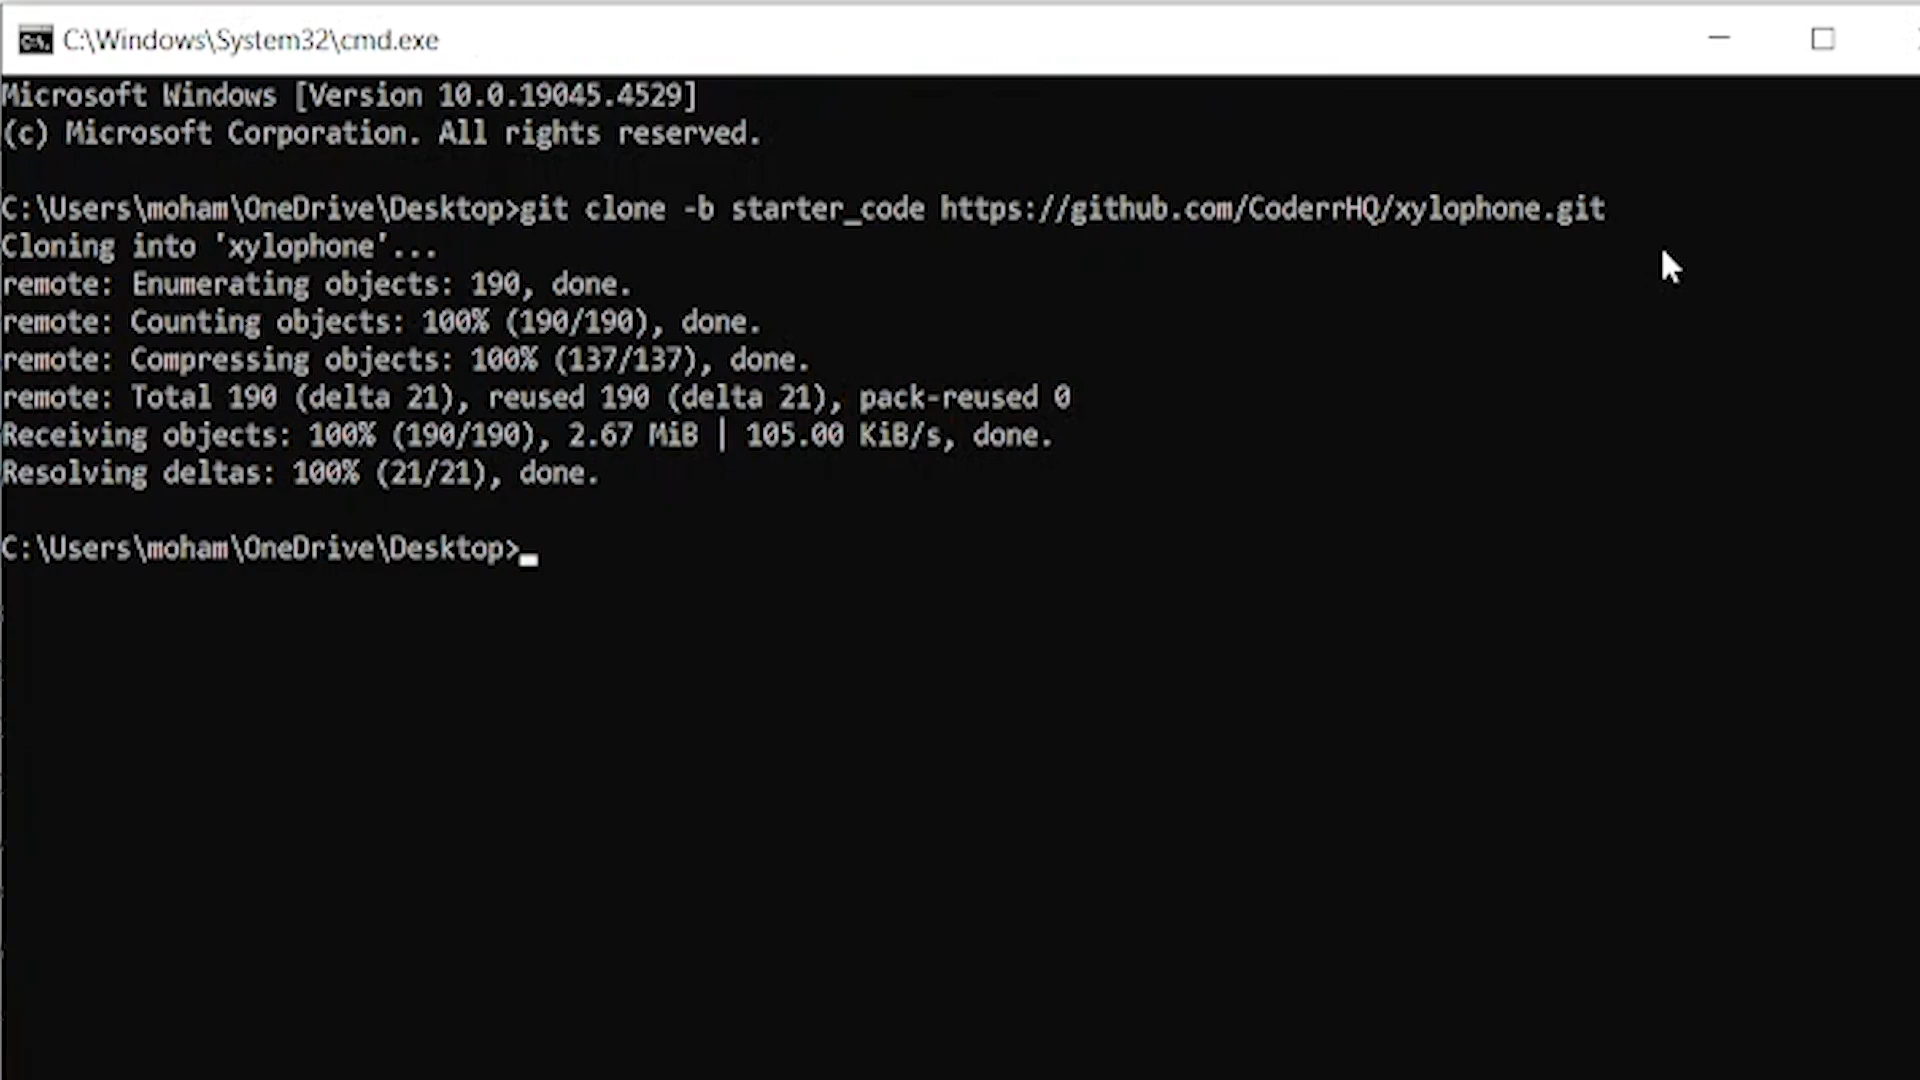 C:\Windows\System32\cmd.exe
Microsoft Windows [Version 10.0.19045.4529]
(c) Microsoft Corporation. All rights reserved.
C:\Users\moham\OneDrive\Desktop>git clone -b starter_code https://github.com/CoderrHQ/xylophone.git
Cloning into 'xylophone'...
remote: Enumerating objects: 190, done.
remote: Counting objects: 100% (190/190), done.
remote: Compressing objects: 100% (137/137), done.
remote: Total 190 (delta 21), reused 190 (delta 21), pack-reused 0
Receiving objects: 100% (190/190), 2.67 MiB | 105.00 KiB/s, done.
Resolving deltas: 100% (21/21), done.
C:\Users\moham\OneDrive\Desktop>